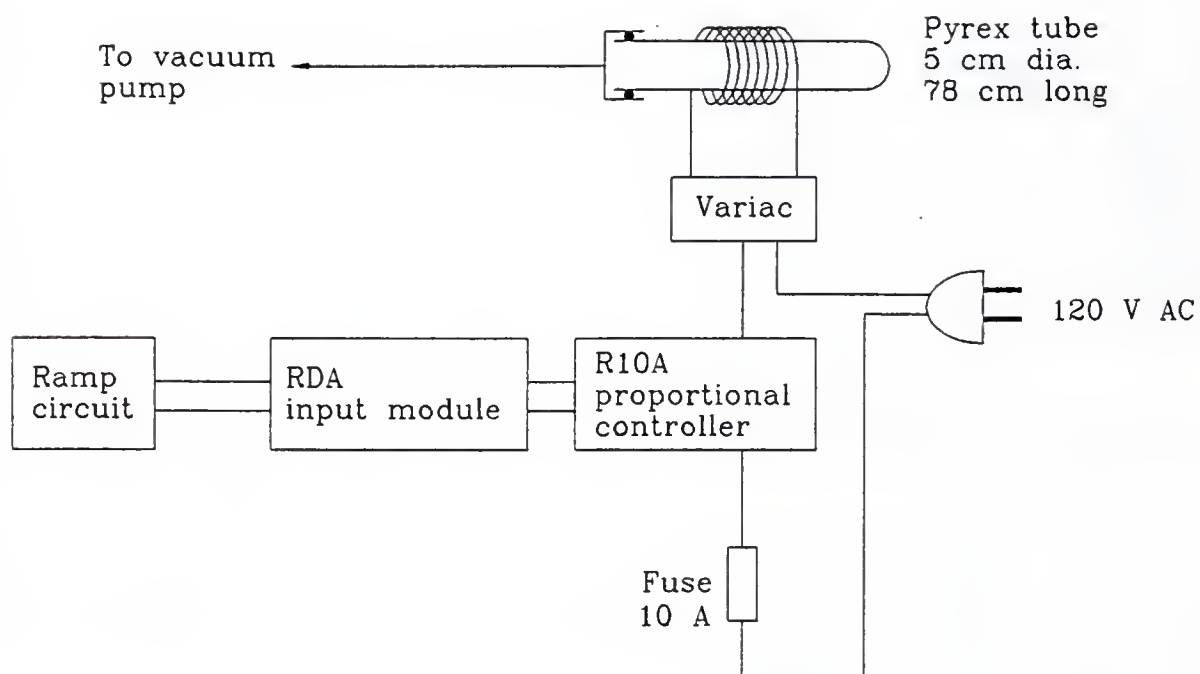 To vacuum
pump
Pyrex tube
5 cm dia.
78 cm long
Variac
120 V AC
Ramp
circuit
RDA
input module
R10A
proportional
controller
Fuse
10 A